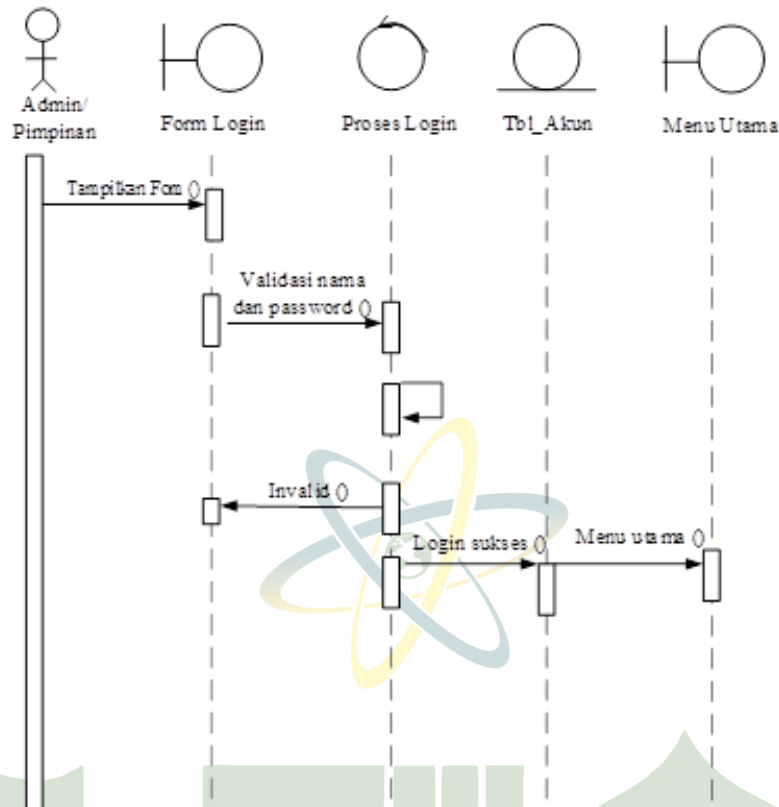 Admin/
Pimpinan
Form Login
Proses Login
Tbl_Akun
Menu Utama
Tampilkan Fom ()
Validasi nama
dan password ()
Invalid ()
Login sukses ()
Menu utama ()